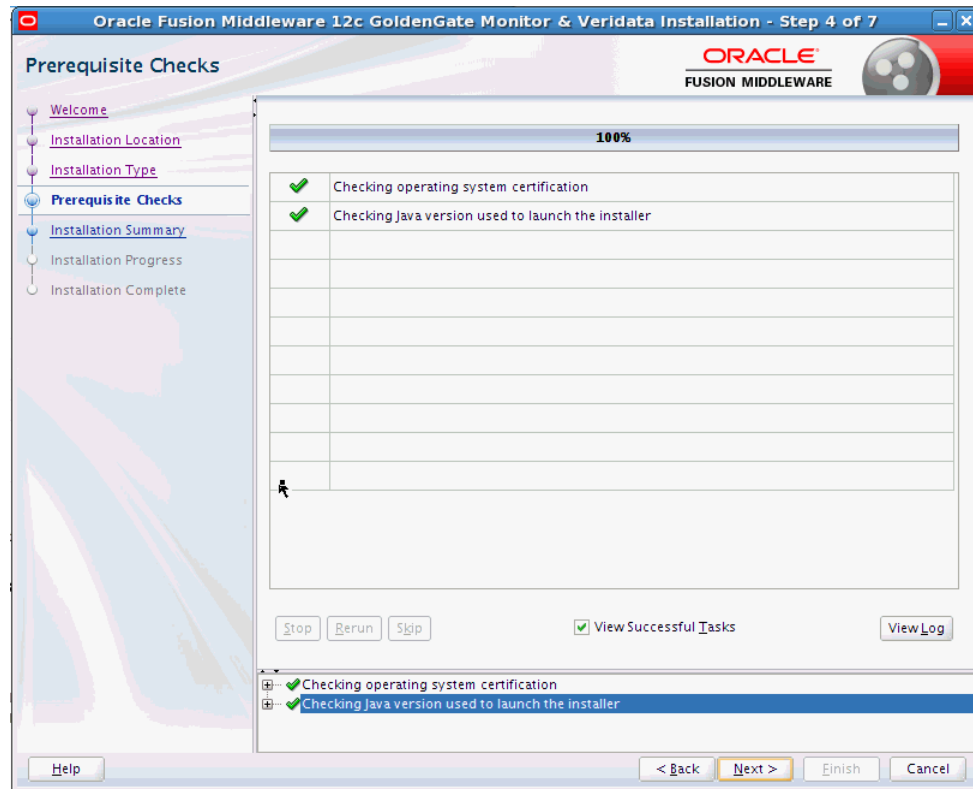 Oracle Fusion Middleware 12c GoldenGate Monitor & Veridata Installation - Step 4 of 7
Prerequisite Checks
ORACLE
FUSION MIDDLEWARE
Welcome
Installation Location
Installation Type
Prerequisite Checks
Installation Summary
Installation Progress
Installation Complete
100%
Checking operating system certification
Checking Java version used to launch the installer
Stop
Rerun
Skip
View Successful Tasks
View Log
Checking operating system certification
Checking Java version used to launch the installer
Help
< Back
Next >
Finish
Cancel